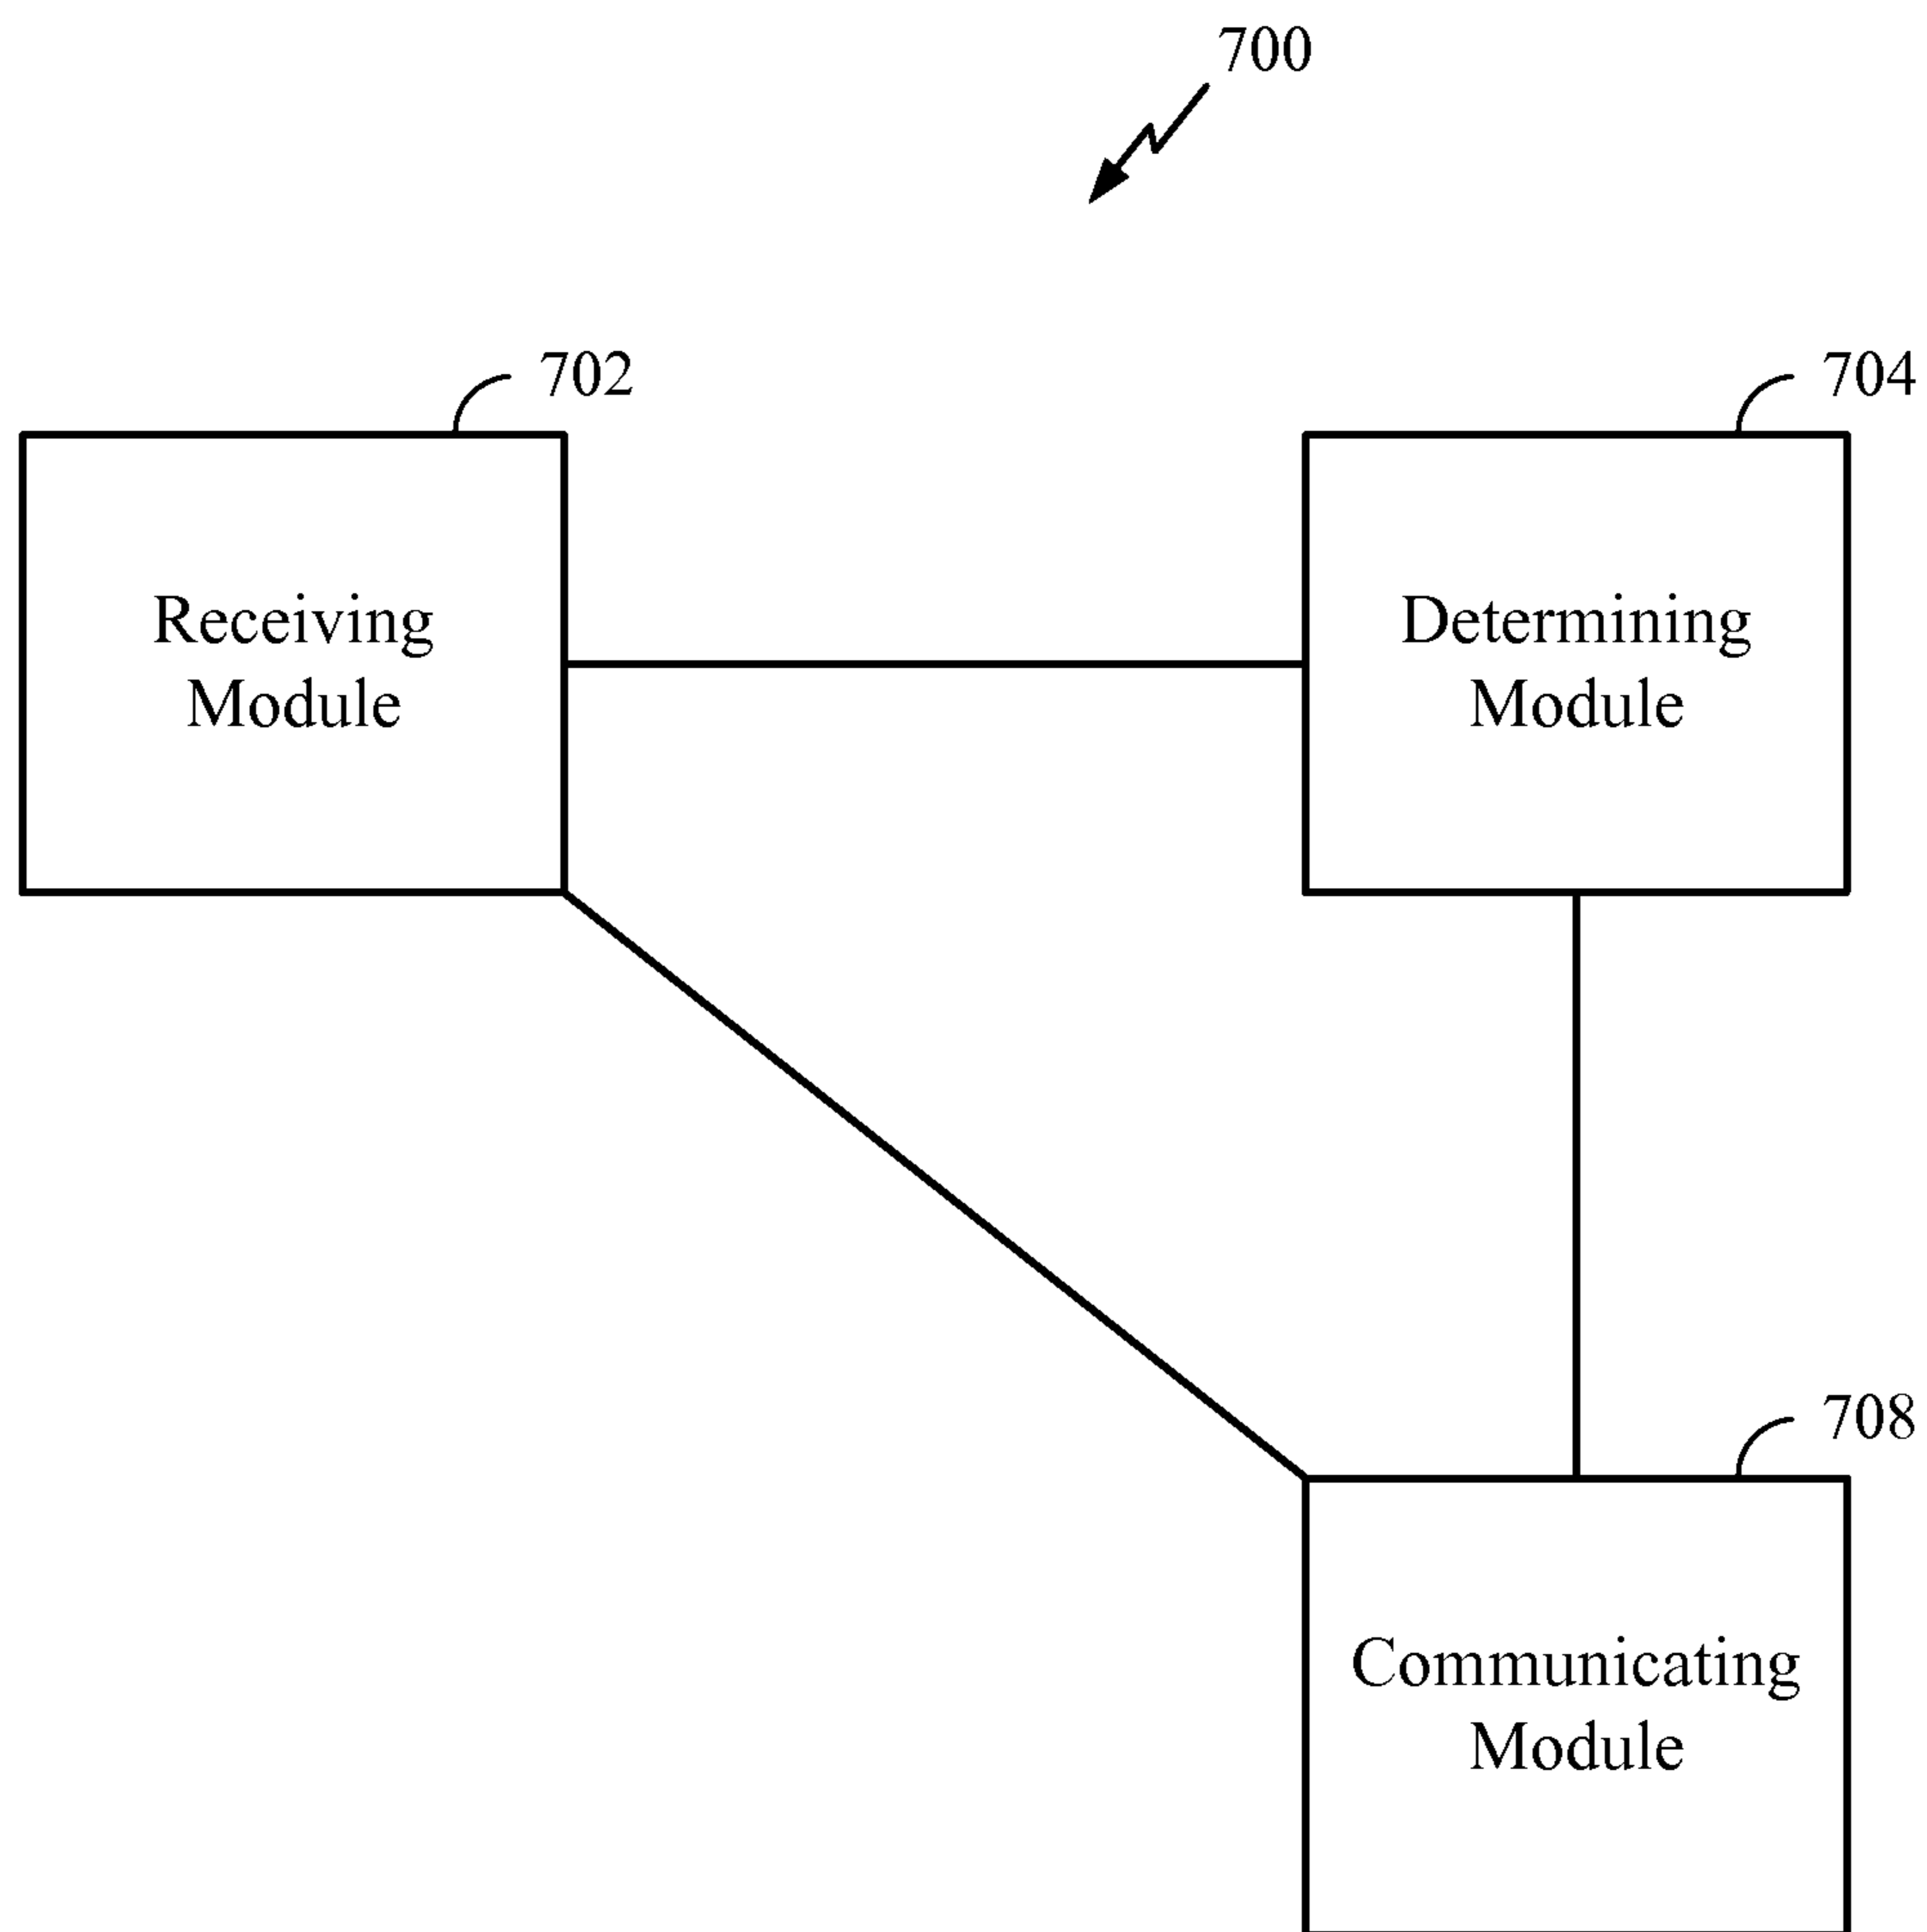 700
702
704
Receiving
Module
Determining
Module
708
Communicating
Module